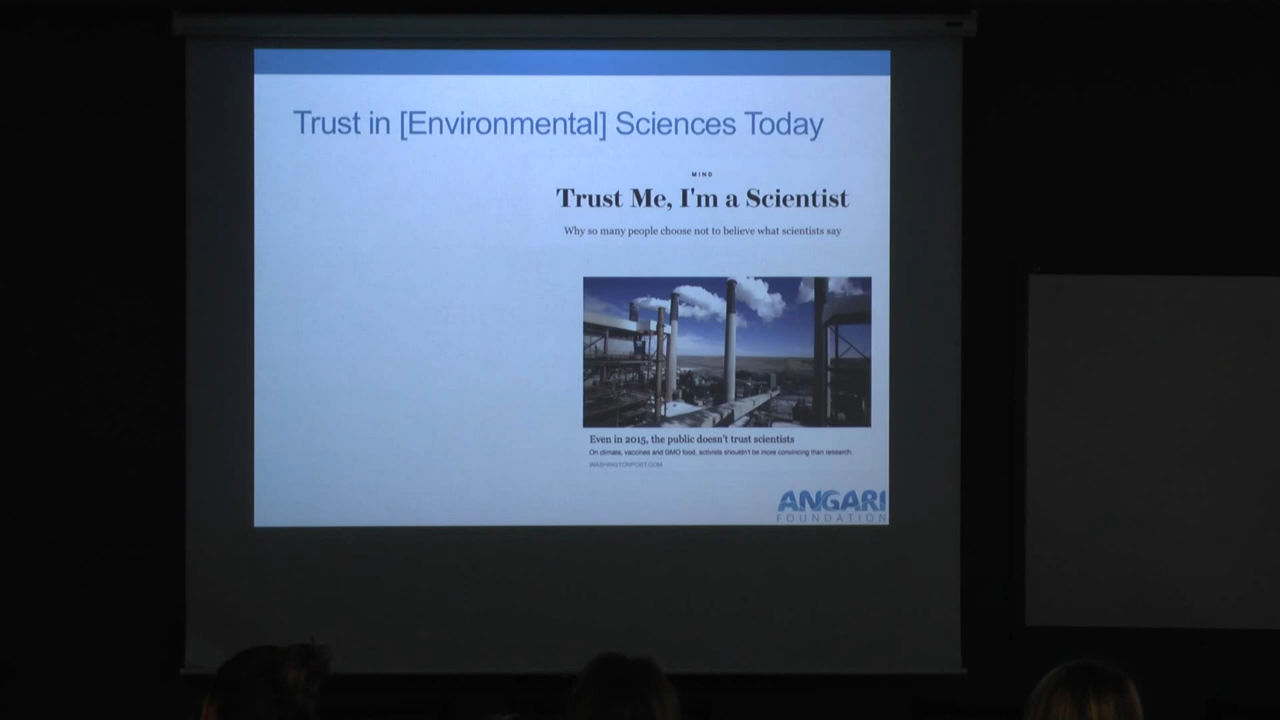 Trust in [Environmental] Sciences Today
MIND
Trust Me, I'm a Scientist
Why so many people choose not to believe what scientists say
Even in 2015, the public doesn't trust scientists
On climate, vaccines and GMO food, activists shouldn't be more convincing than research.
WASHINGTONPOST.COM
ANGARI
FOUNDATION